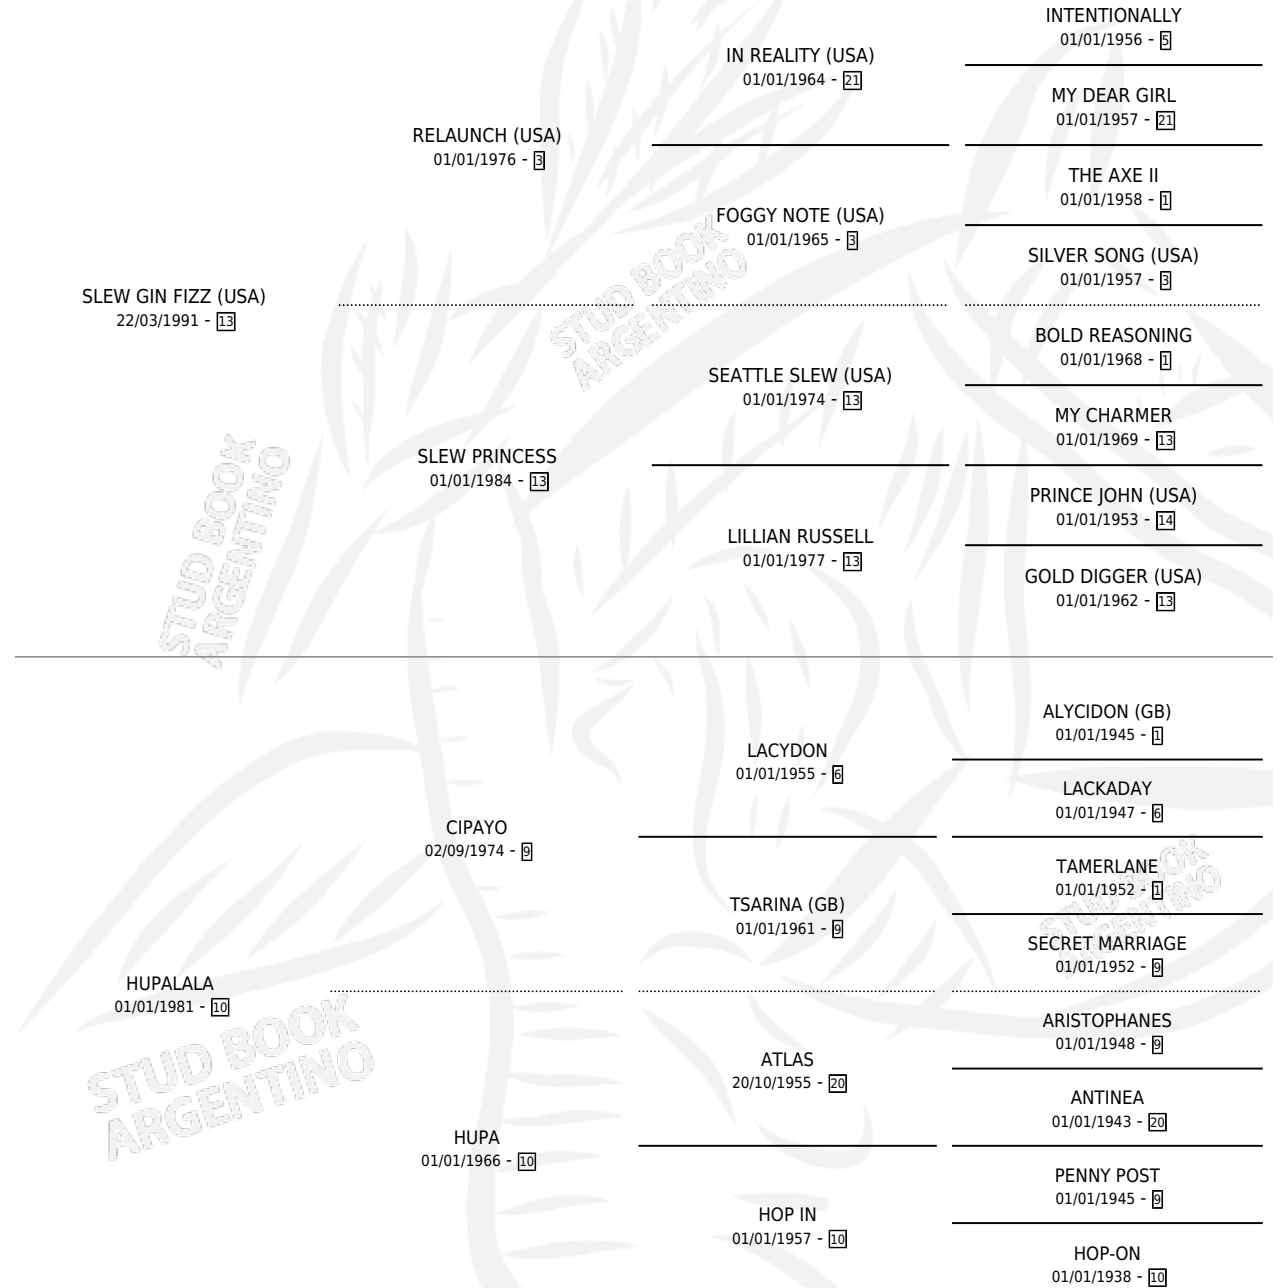 INTENTIONALLY
01/01/1956 - 5
IN REALITY (USA)
01/01/1964 - 21
MY DEAR GIRL
01/01/1957 - 21
RELAUNCH (USA)
01/01/1976 - 3
THE AXE II
01/01/1958 - 1
FOGGY NOTE (USA)
01/01/1965 - 3
SILVER SONG (USA)
01/01/1957 - 3
SLEW GIN FIZZ (USA)
22/03/1991 - 13
STUD BOOK
ARGENTINO
BOLD REASONING
01/01/1968 - 1
SEATTLE SLEW (USA)
01/01/1974 - 13
MY CHARMER
01/01/1969 - 13
SLEW PRINCESS
01/01/1984 - 13
PRINCE JOHN (USA)
01/01/1953 - 14
LILLIAN RUSSELL
01/01/1977 - 13
GOLD DIGGER (USA)
01/01/1962 - 13
STUD BOOK
ARGENTINO
ALYCIDON (GB)
01/01/1945 - 1
LACYDON
01/01/1955 - 6
LACKADAY
01/01/1947 - 6
CIPAYO
02/09/1974 - 9
TAMERLANE
01/01/1952 - 1
TSARINA (GB)
01/01/1961 - 9
SECRET MARRIAGE
01/01/1952 - 9
STUD BOOK
ARGENTINO
HUPALALA
01/01/1981 - 10
ARISTOPHANES
01/01/1948 - 9
ATLAS
20/10/1955 - 20
ANTINEA
01/01/1943 - 20
STUD BOOK
ARGENTINO
HUPA
01/01/1966 - 10
PENNY POST
01/01/1945 - 9
HOP IN
01/01/1957 - 10
HOP-ON
01/01/1938 - 10